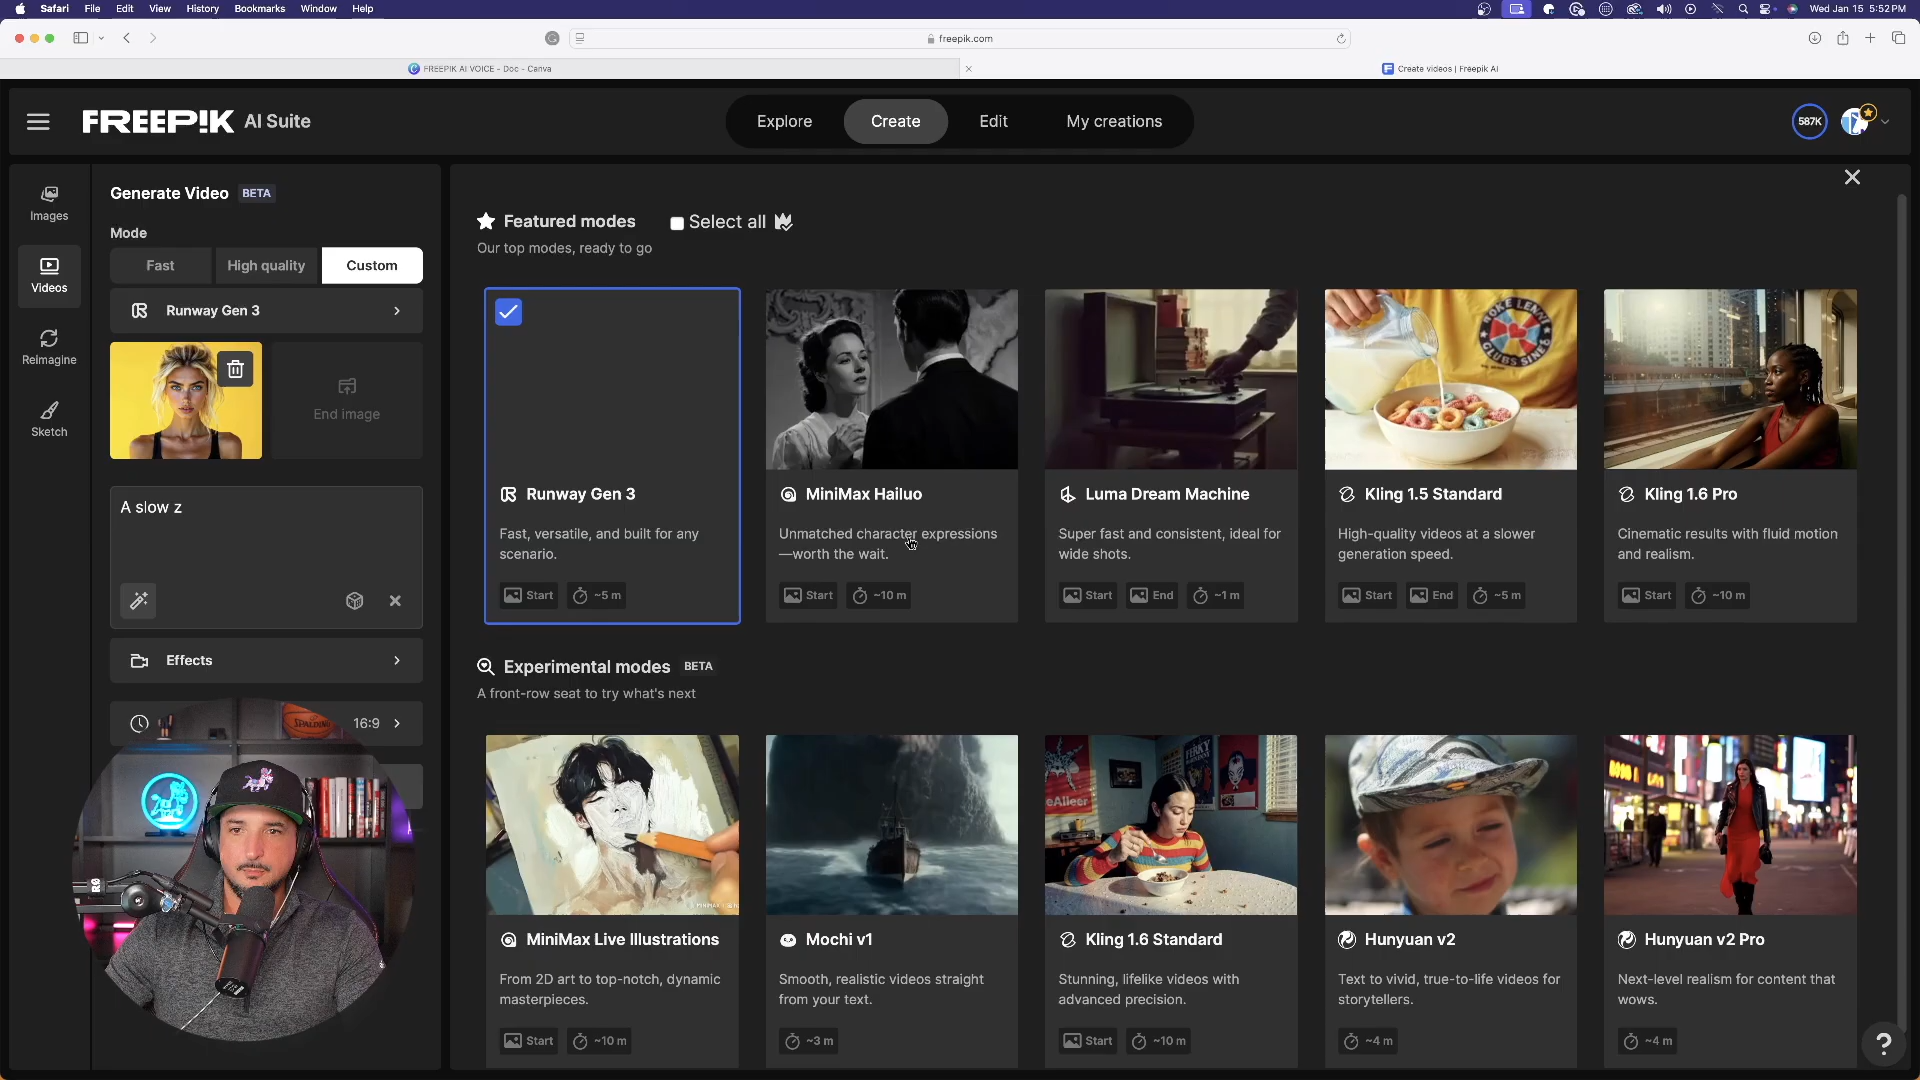 Safari File Edit View History Bookmarks Window Help
Wed Jan 15 5:52 PM
freepik.com
FREEPIK AI VOICE - Doc - Canva
Create videos | Freepik AI
FREEP!K AI Suite
Explore
Create
Edit
My creations
587K
Images
Videos
Reimagine
Sketch
Generate Video BETA
Mode
Fast
High quality
Custom
Runway Gen 3
End image
A slow z
Effects
16:9
SPALDING
Featured modes
Select all
Our top modes, ready to go
Runway Gen 3
Fast, versatile, and built for any
scenario.
Start
~5 m
MiniMax Hailuo
Unmatched character expressions
—worth the wait.
Start
~10 m
Luma Dream Machine
Super fast and consistent, ideal for
wide shots.
Start
End
~1 m
Kling 1.5 Standard
High-quality videos at a slower
generation speed.
Start
End
~5 m
Kling 1.6 Pro
Cinematic results with fluid motion
and realism.
Start
~10 m
Experimental modes BETA
A front-row seat to try what's next
MiniMax Live Illustrations
From 2D art to top-notch, dynamic
masterpieces.
Start
~10 m
Mochi v1
Smooth, realistic videos straight
from your text.
~3 m
Kling 1.6 Standard
Stunning, lifelike videos with
advanced precision.
Start
~10 m
Hunyuan v2
Text to vivid, true-to-life videos for
storytellers.
~4 m
Hunyuan v2 Pro
Next-level realism for content that
wows.
~4 m
?